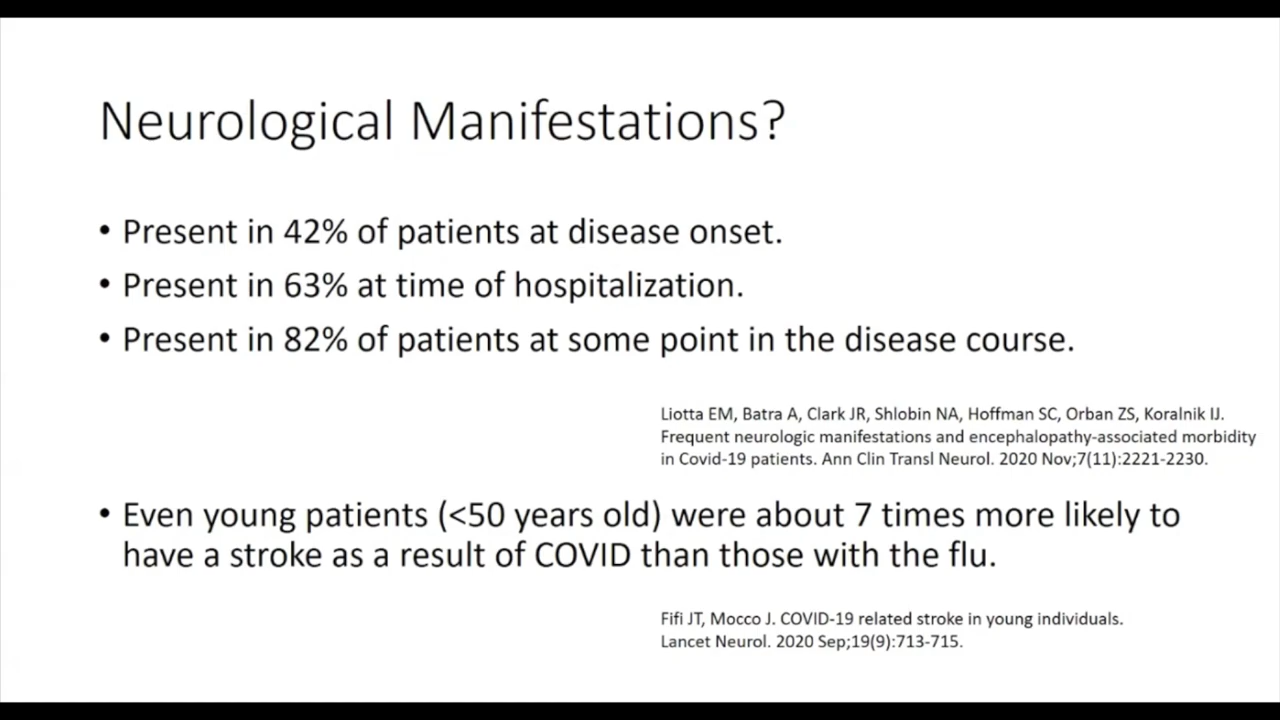 Neurological Manifestations?
• Present in 42% of patients at disease onset.
• Present in 63% at time of hospitalization.
• Present in 82% of patients at some point in the disease course.
Liotta EM, Batra A, Clark JR, Shlobin NA, Hoffman SC, Orban ZS, Koralnik IJ.
Frequent neurologic manifestations and encephalopathy-associated morbidity
in Covid-19 patients. Ann Clin Transl Neurol. 2020 Nov;7(11):2221-2230.
• Even young patients (<50 years old) were about 7 times more likely to
have a stroke as a result of COVID than those with the flu.
Fifi JT, Mocco J. COVID-19 related stroke in young individuals.
Lancet Neurol. 2020 Sep;19(9):713-715.